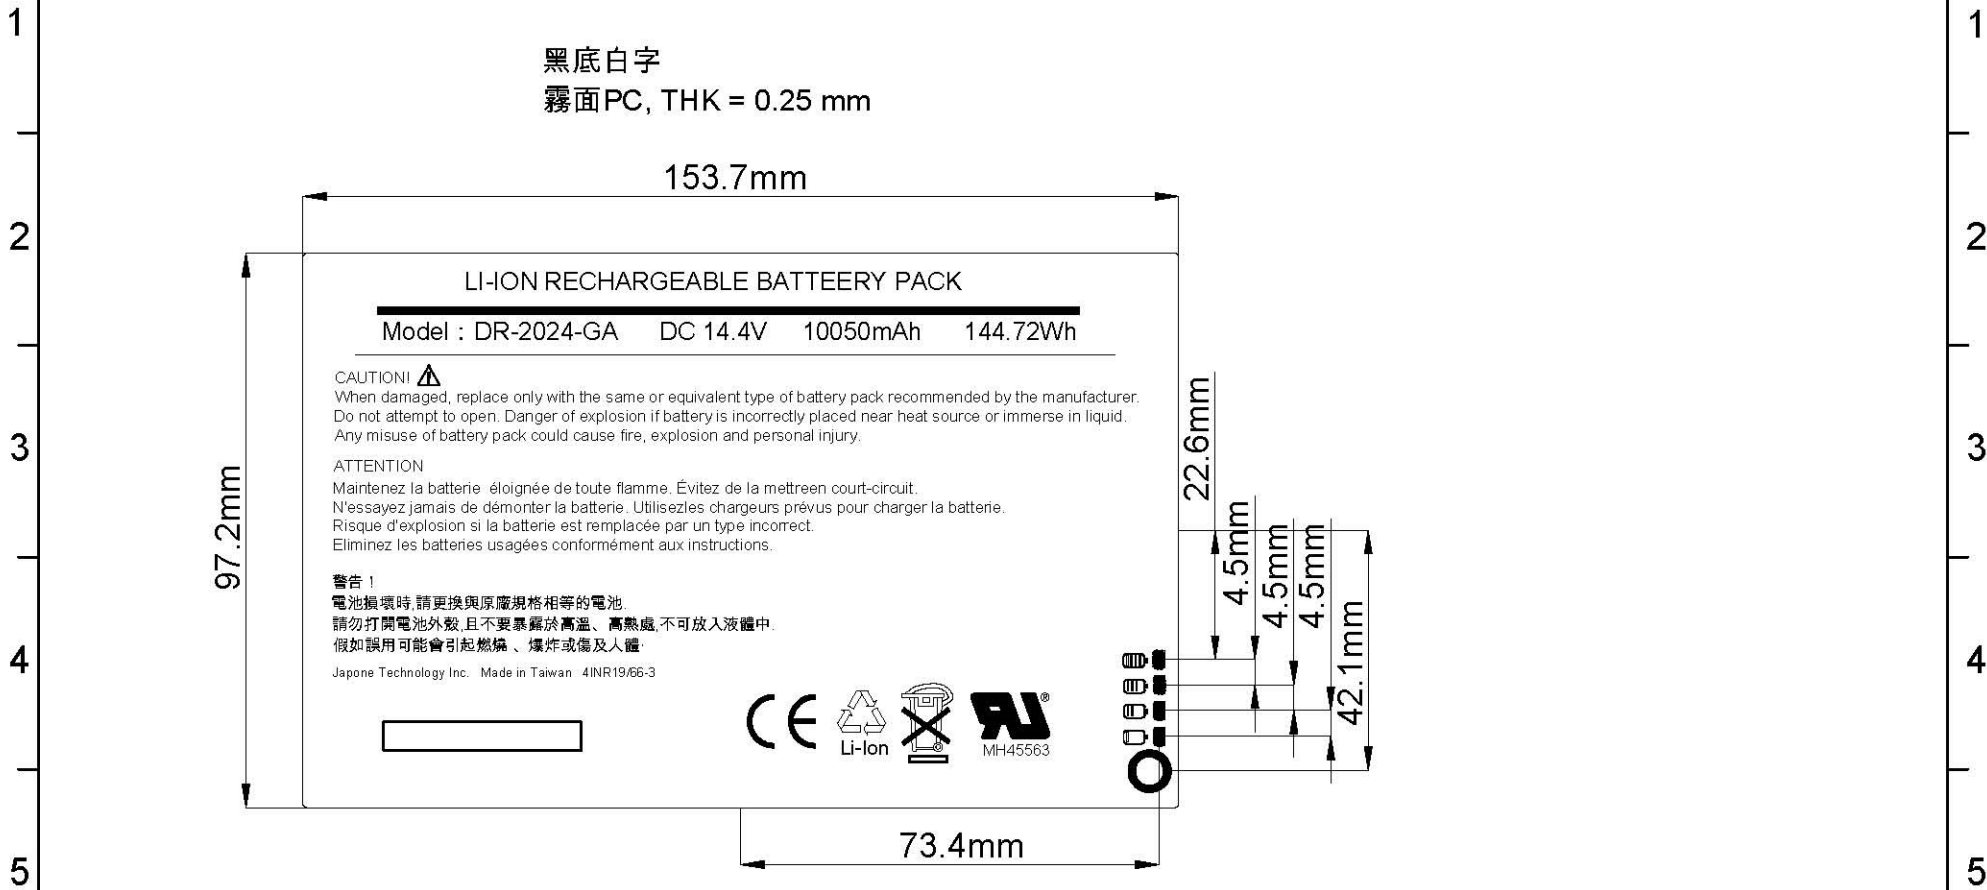 1
1
黑底白字
霧面PC, THK = 0.25 mm
153.7mm
2
2
LI-ION RECHARGEABLE BATTEERY PACK
Model : DR-2024-GA DC 14.4V 10050mAh 144.72Wh
CAUTION!
When damaged, replace only with the same or equivalent type of battery pack recommended by the manufacturer.
Do not attempt to open. Danger of explosion if battery is incorrectly placed near heat source or immerse in liquid.
Any misuse of battery pack could cause fire, explosion and personal injury.
3
3
ATTENTION
Maintenez la batterie éloignée de toute flamme. Évitez de la mettreen court-circuit.
N'essayez jamais de démonter la batterie. Utilisezles chargeurs prévus pour charger la batterie.
Risque d'explosion si la batterie est remplacée par un type incorrect.
Eliminez les batteries usagées conformément aux instructions.
97.2mm
22.6mm
4.5mm
4.5mm
4.5mm
42.1mm
警告！
電池損壞時,請更換與原廠規格相等的電池.
請勿打開電池外殼,且不要暴露於高溫、高熱處,不可放入液體中.
假如誤用可能會引起燃燒、爆炸或傷及人體.
4
4
Japone Technology Inc. Made in Taiwan 4INR19/66-3
CE
Li-Ion
®
MH45563
73.4mm
5
5